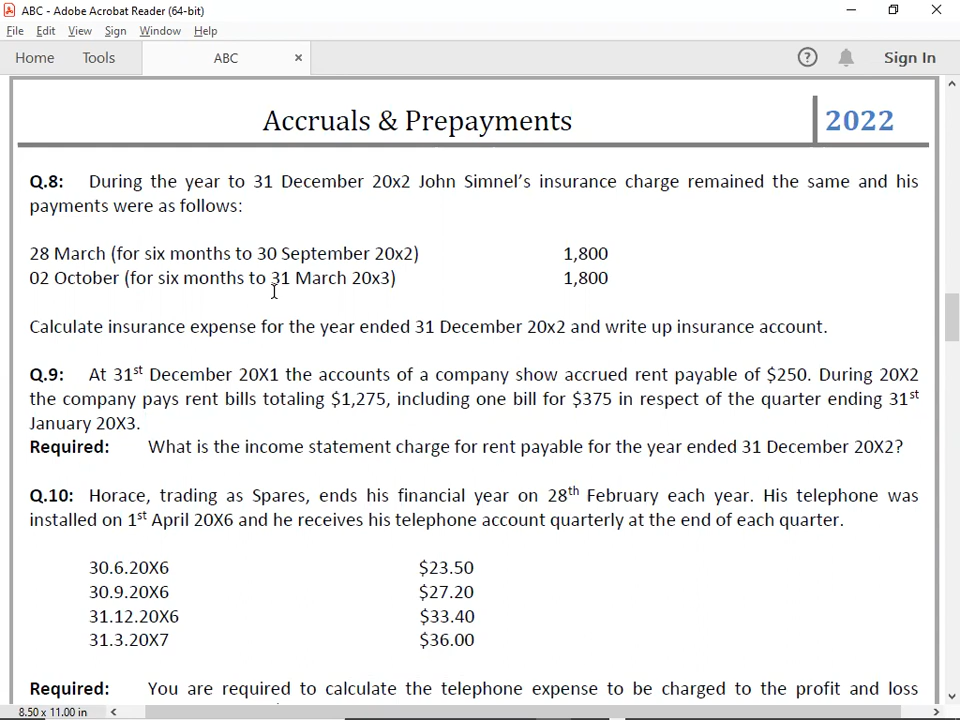 ABC - Adobe Acrobat Reader (64-bit)
File Edit View Sign Window Help
Home Tools ABC × ? Sign In
Accruals & Prepayments 2022
Q.8: During the year to 31 December 20x2 John Simnel's insurance charge remained the same and his
payments were as follows:
28 March (for six months to 30 September 20x2) 1,800
02 October (for six months to 31 March 20x3) 1,800
Calculate insurance expense for the year ended 31 December 20x2 and write up insurance account.
Q.9: At 31st December 20X1 the accounts of a company show accrued rent payable of $250. During 20X2
the company pays rent bills totaling $1,275, including one bill for $375 in respect of the quarter ending 31st
January 20X3.
Required: What is the income statement charge for rent payable for the year ended 31 December 20X2?
Q.10: Horace, trading as Spares, ends his financial year on 28th February each year. His telephone was
installed on 1st April 20X6 and he receives his telephone account quarterly at the end of each quarter.
30.6.20X6 $23.50
30.9.20X6 $27.20
31.12.20X6 $33.40
31.3.20X7 $36.00
Required: You are required to calculate the telephone expense to be charged to the profit and loss
8.50 x 11.00 in